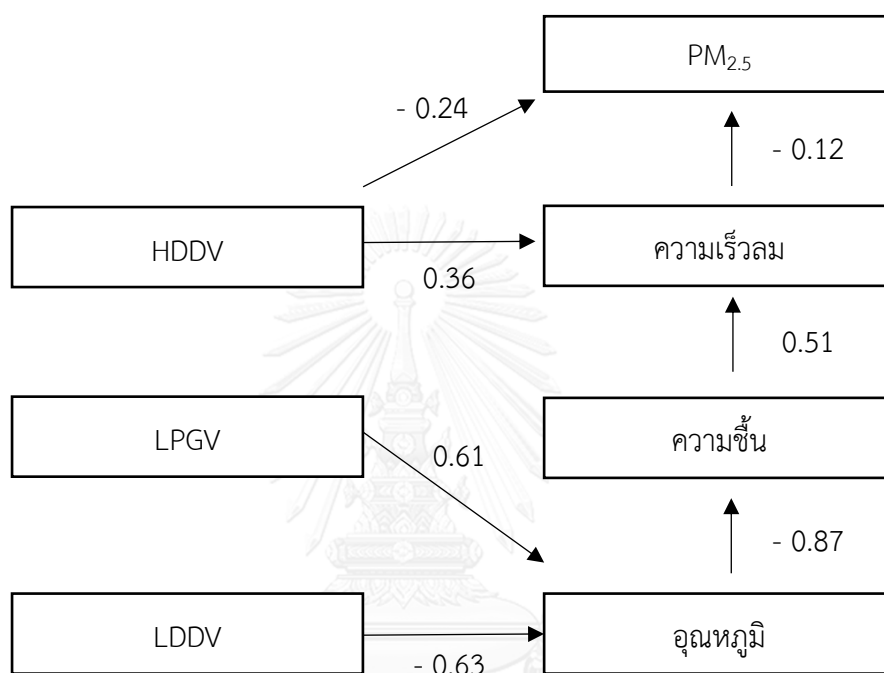 PM2.5
- 0.24
- 0.12
HDDV
ความเร็วลม
0.36
0.51
LPGV
ความชื้น
0.61
- 0.87
LDDV
อุณหภูมิ
- 0.63